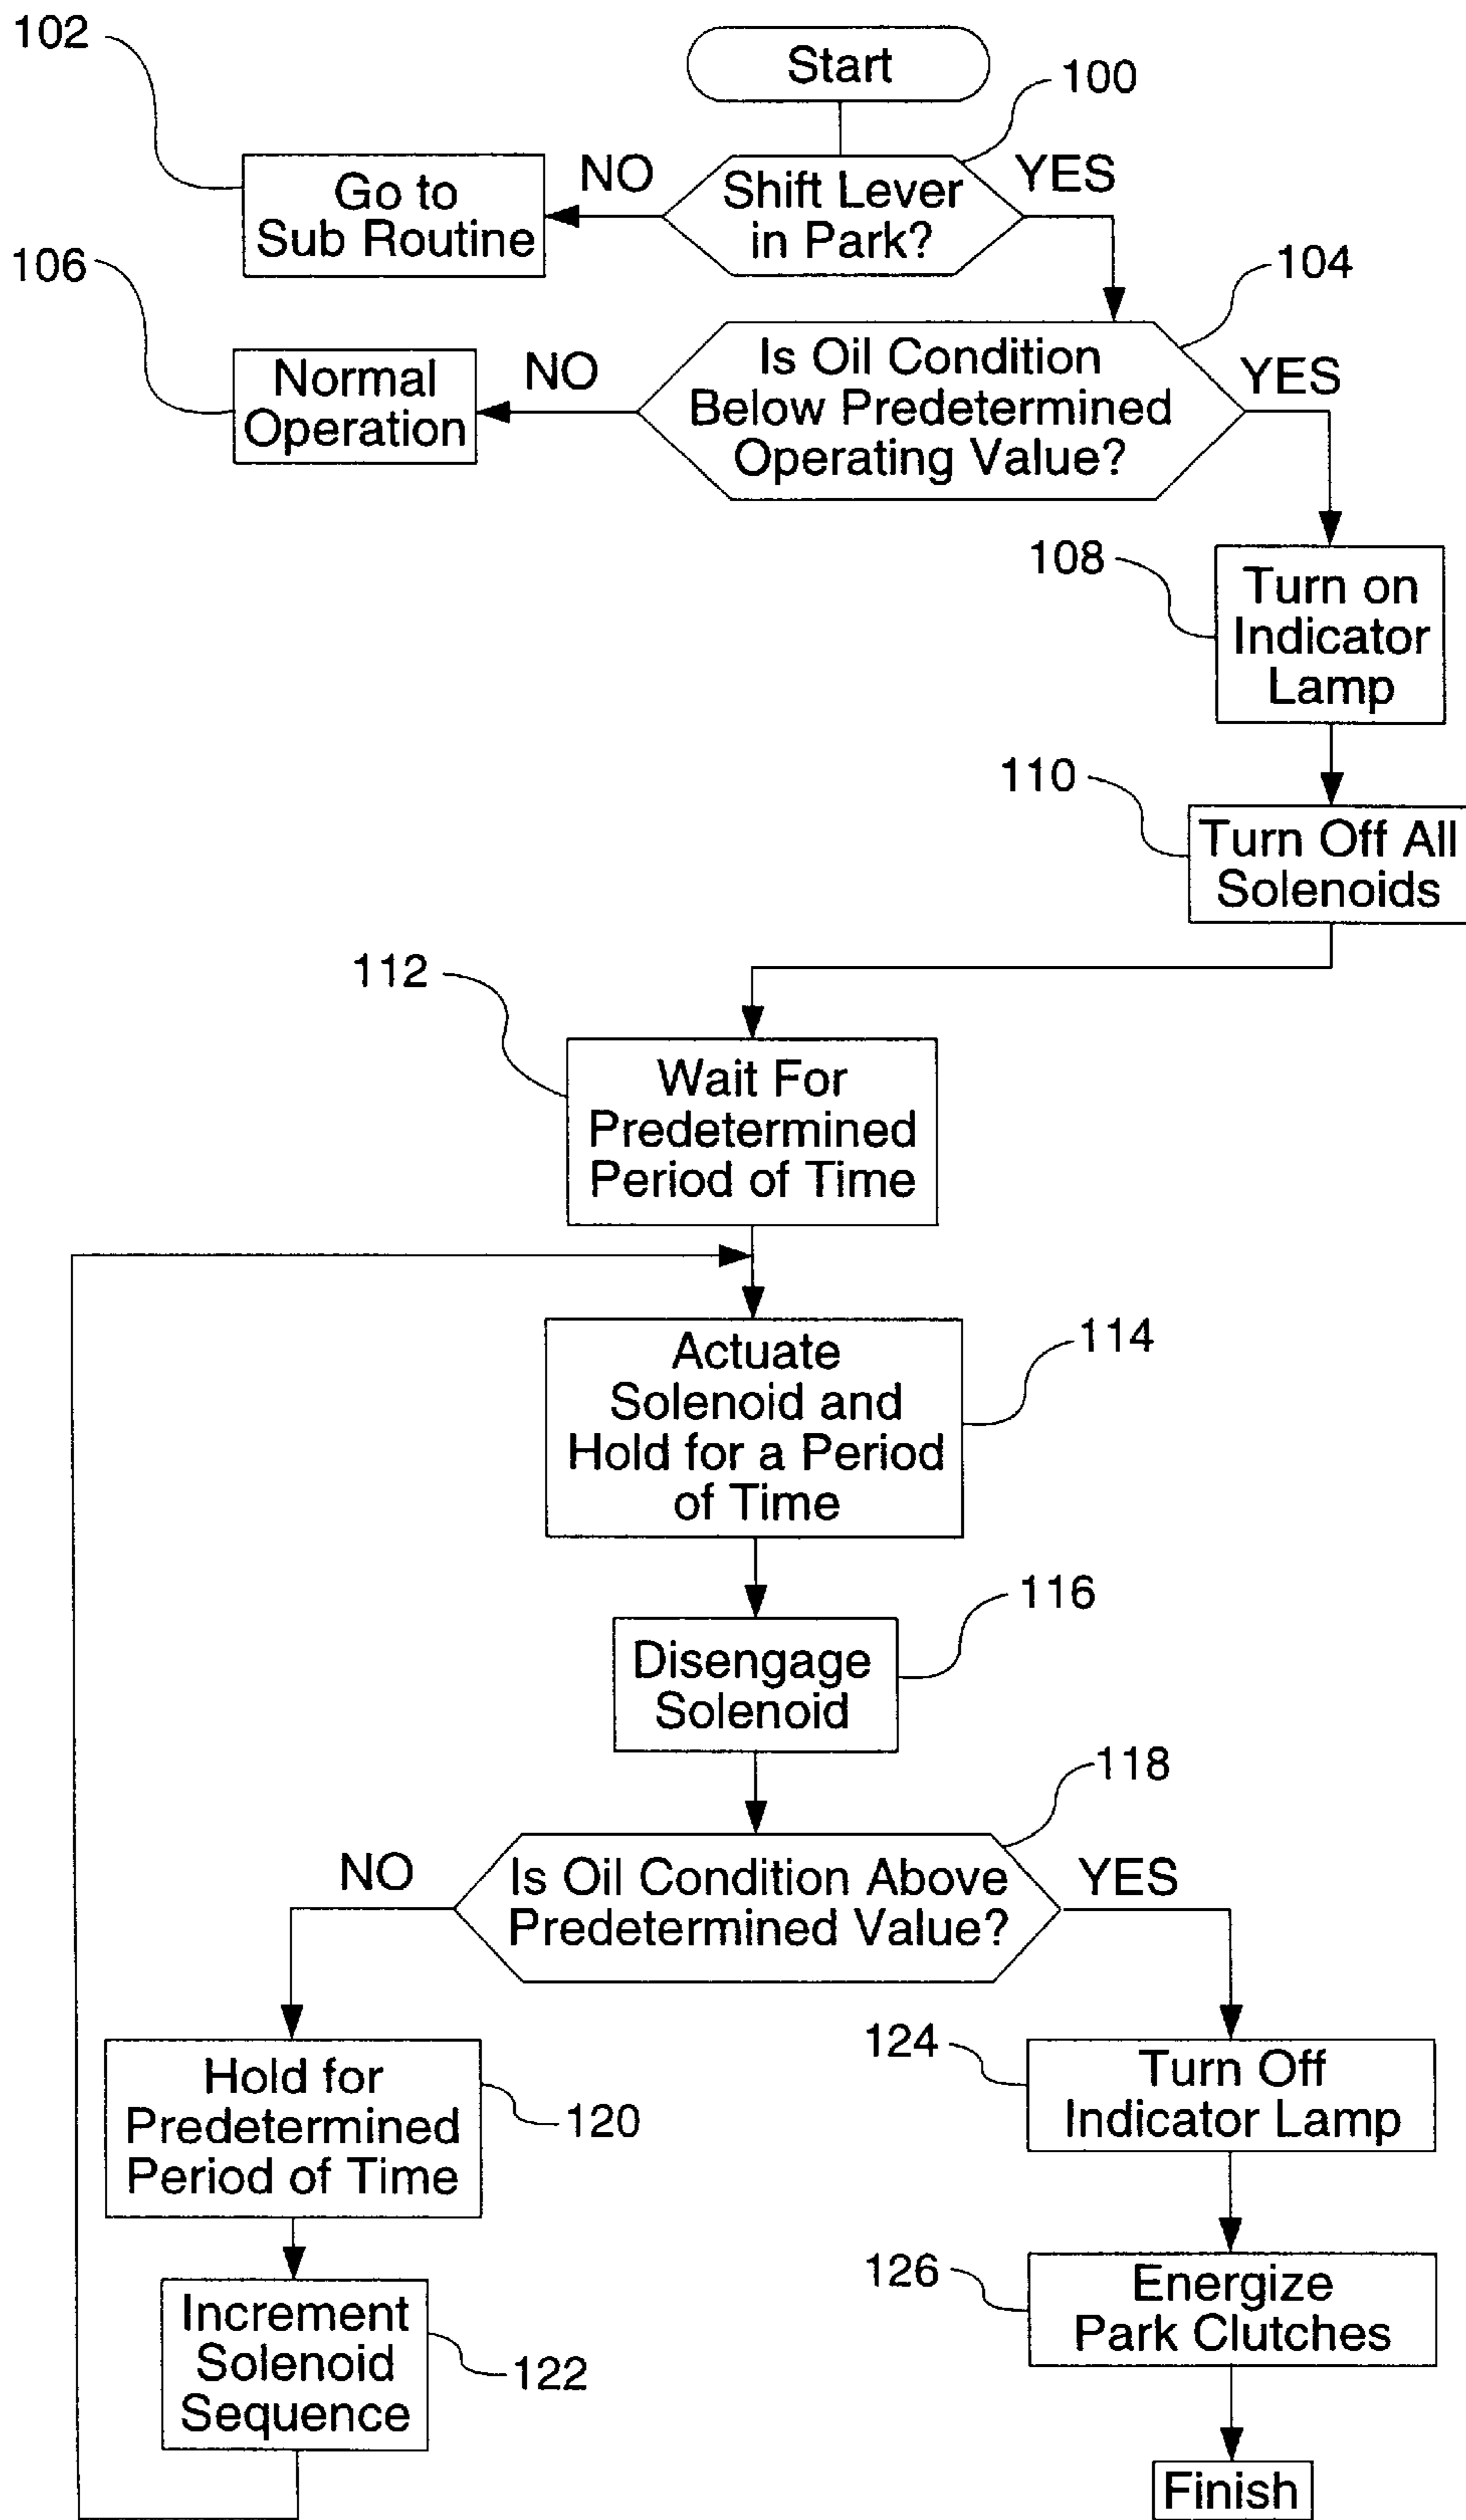 102
Start
100
NO
Shift Lever
in Park?
YES
Go to
Sub Routine
106
104
Normal
Operation
NO
Is Oil Condition
Below Predetermined
Operating Value?
YES
108
Turn on
Indicator
Lamp
110
Turn Off All
Solenoids
112
Wait For
Predetermined
Period of Time
Actuate
Solenoid and
Hold for a Period
of Time
114
116
Disengage
Solenoid
118
NO
Is Oil Condition Above
Predetermined Value?
YES
Hold for
Predetermined
Period of Time
120
124
Turn Off
Indicator Lamp
Increment
Solenoid
Sequence
122
126
Energize
Park Clutches
Finish